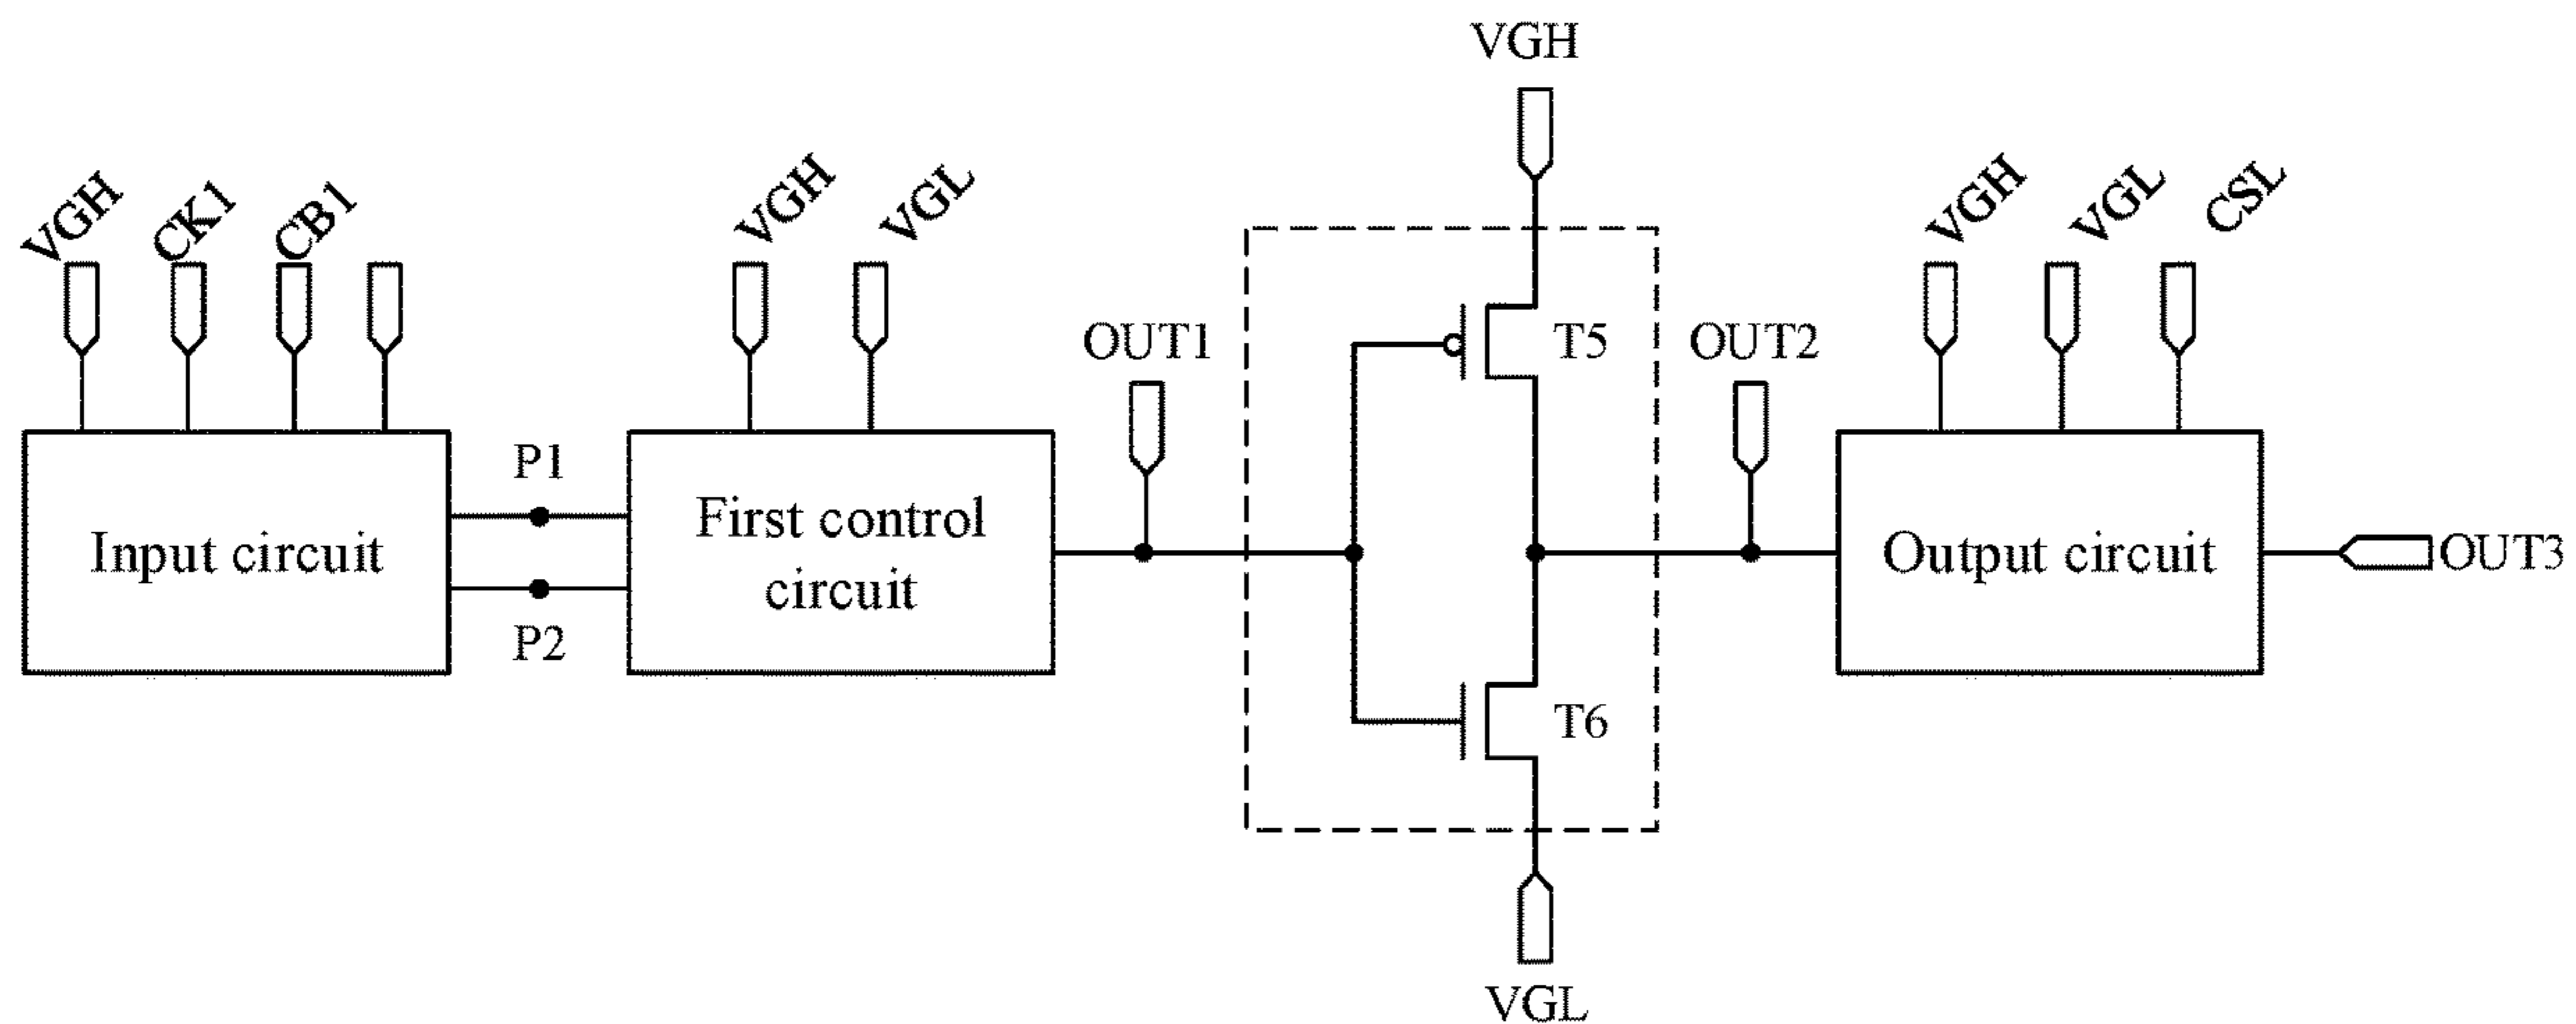 VGH
VGH
CK1
CB1
VGH
VGL
VGH
VGL
CSL
OUT1
T5
OUT2
P1
First control
circuit
Input circuit
Output circuit
OUT3
P2
T6
VGL